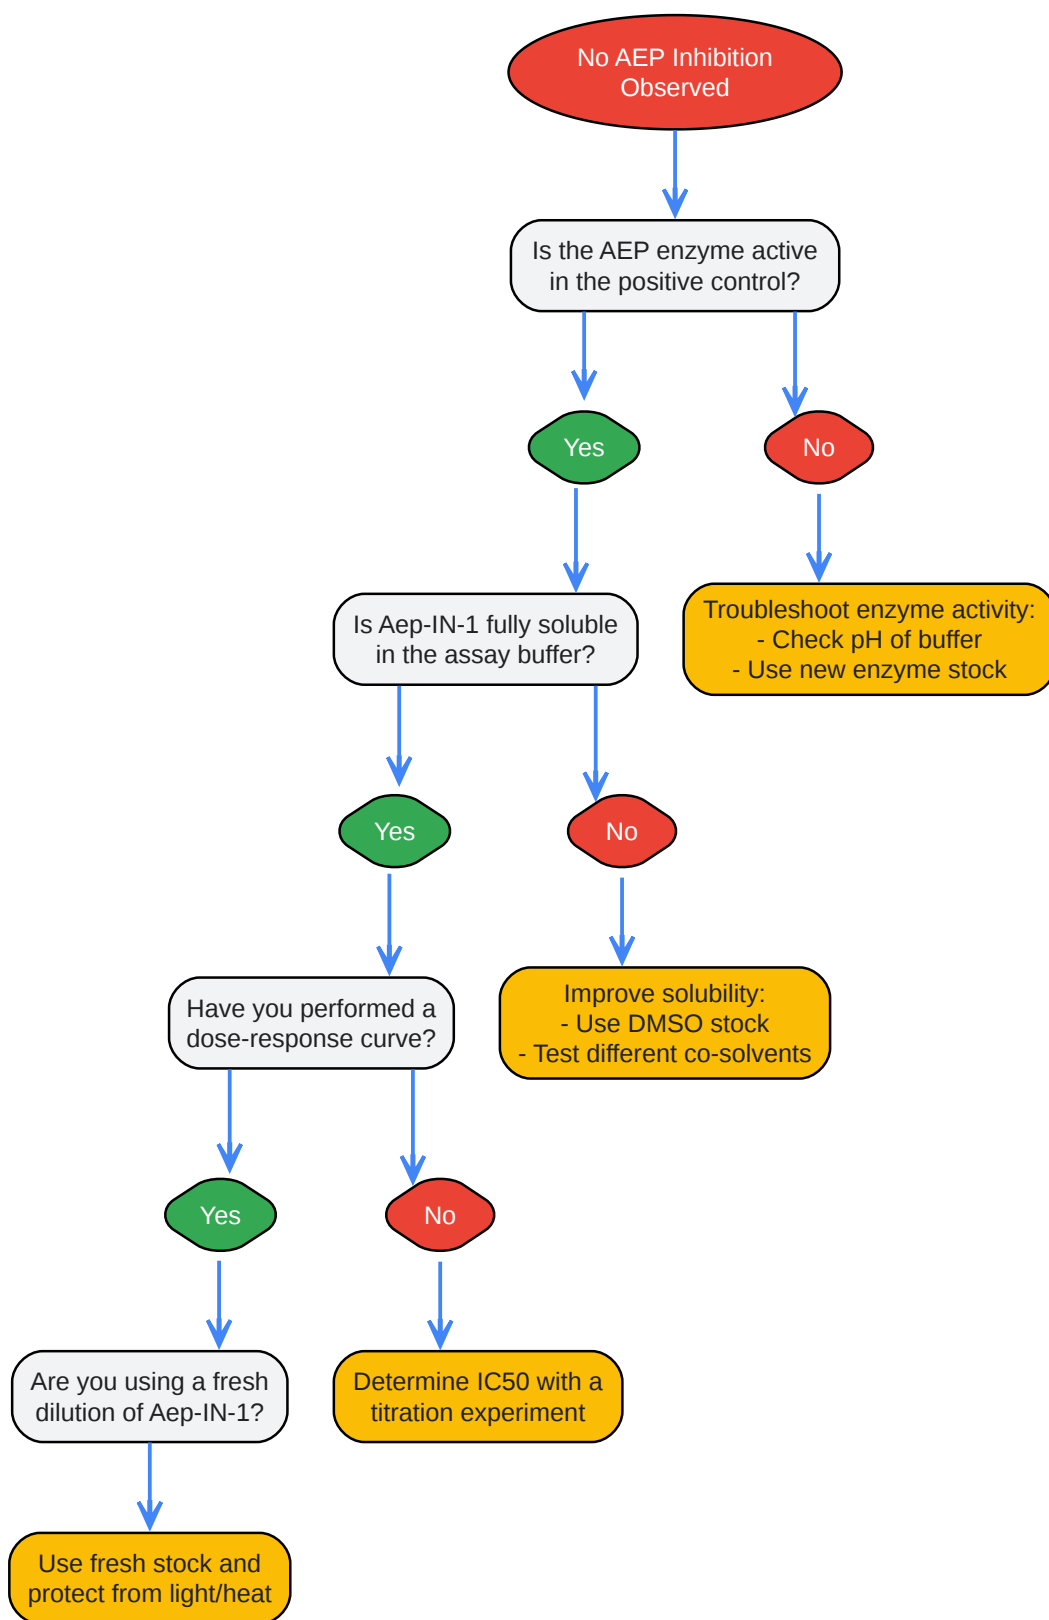 No AEP Inhibition
Observed
Is the AEP enzyme active
in the positive control?
Yes
No
Is Aep-IN-1 fully soluble
in the assay buffer?
Troubleshoot enzyme activity:
- Check pH of buffer
- Use new enzyme stock
Yes
No
Have you performed a
dose-response curve?
Improve solubility:
- Use DMSO stock
- Test different co-solvents
Yes
No
Are you using a fresh
dilution of Aep-IN-1?
Determine IC50 with a
titration experiment
Use fresh stock and
protect from light/heat